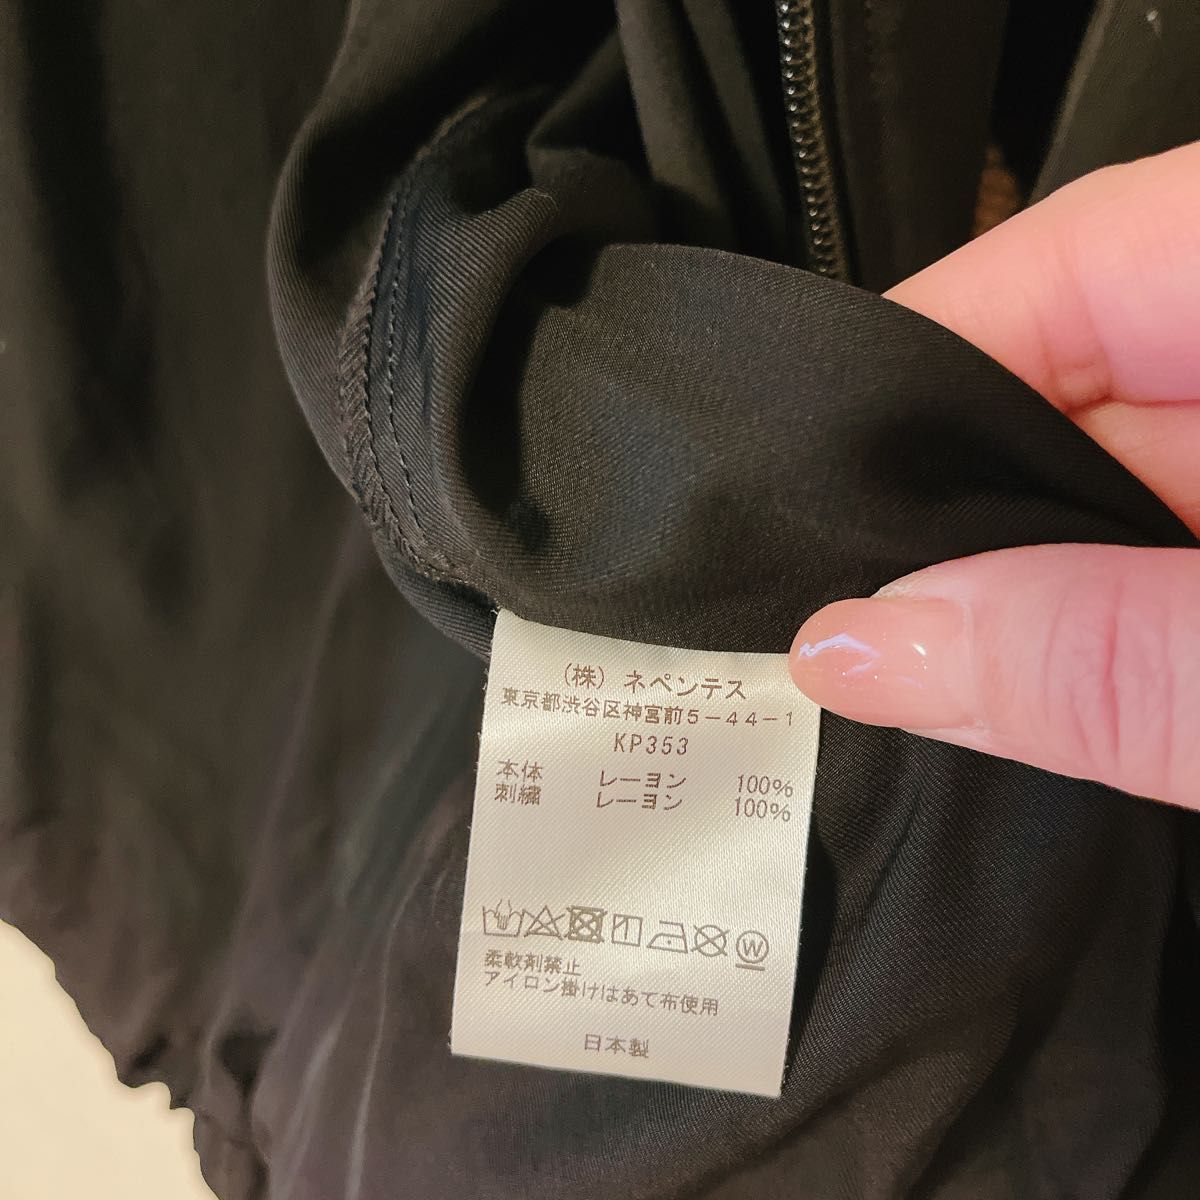 (株) ネペンテス
東京都渋谷区神宮前5-44-1
KP353
本体 レーヨン 100%
刺繍 レーヨン 100%
W
柔軟剤禁止
アイロン掛けはあて布使用
日本製